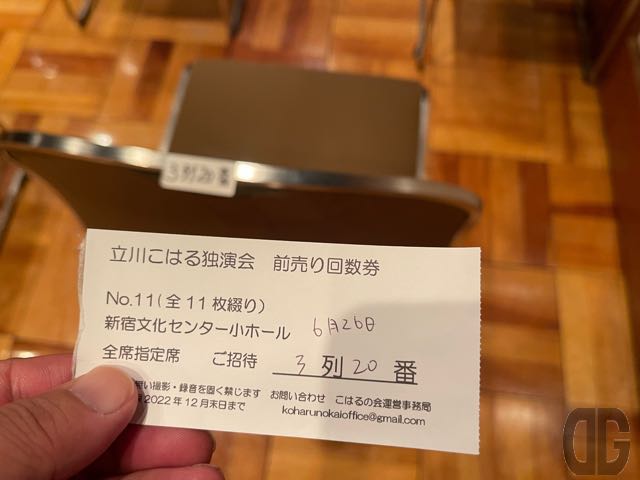 3列20番
立川こはる独演会　前売り回数券
No.11(全11枚綴り)
新宿文化センター小ホール　6月26日
全席指定席　ご招待　3列20番
撮影・録音を固く禁じます　お問い合わせ　こはるの会運営事務局
2022年12月末日まで　koharunokaioffice@gmail.com
DG